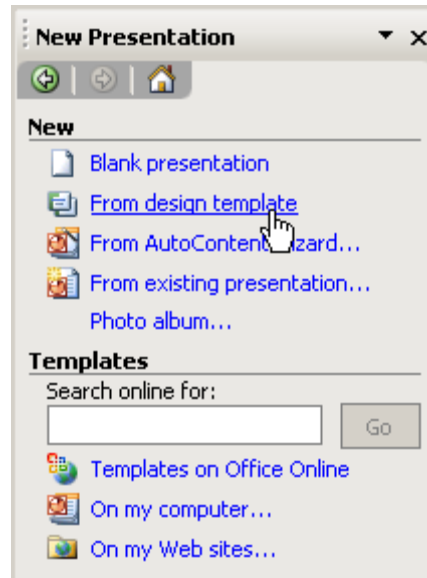 New Presentation
New
Blank presentation
From design template
From AutoContent Wizard...
From existing presentation...
Photo album...
Templates
Search online for:
Go
Templates on Office Online
On my computer...
On my Web sites...